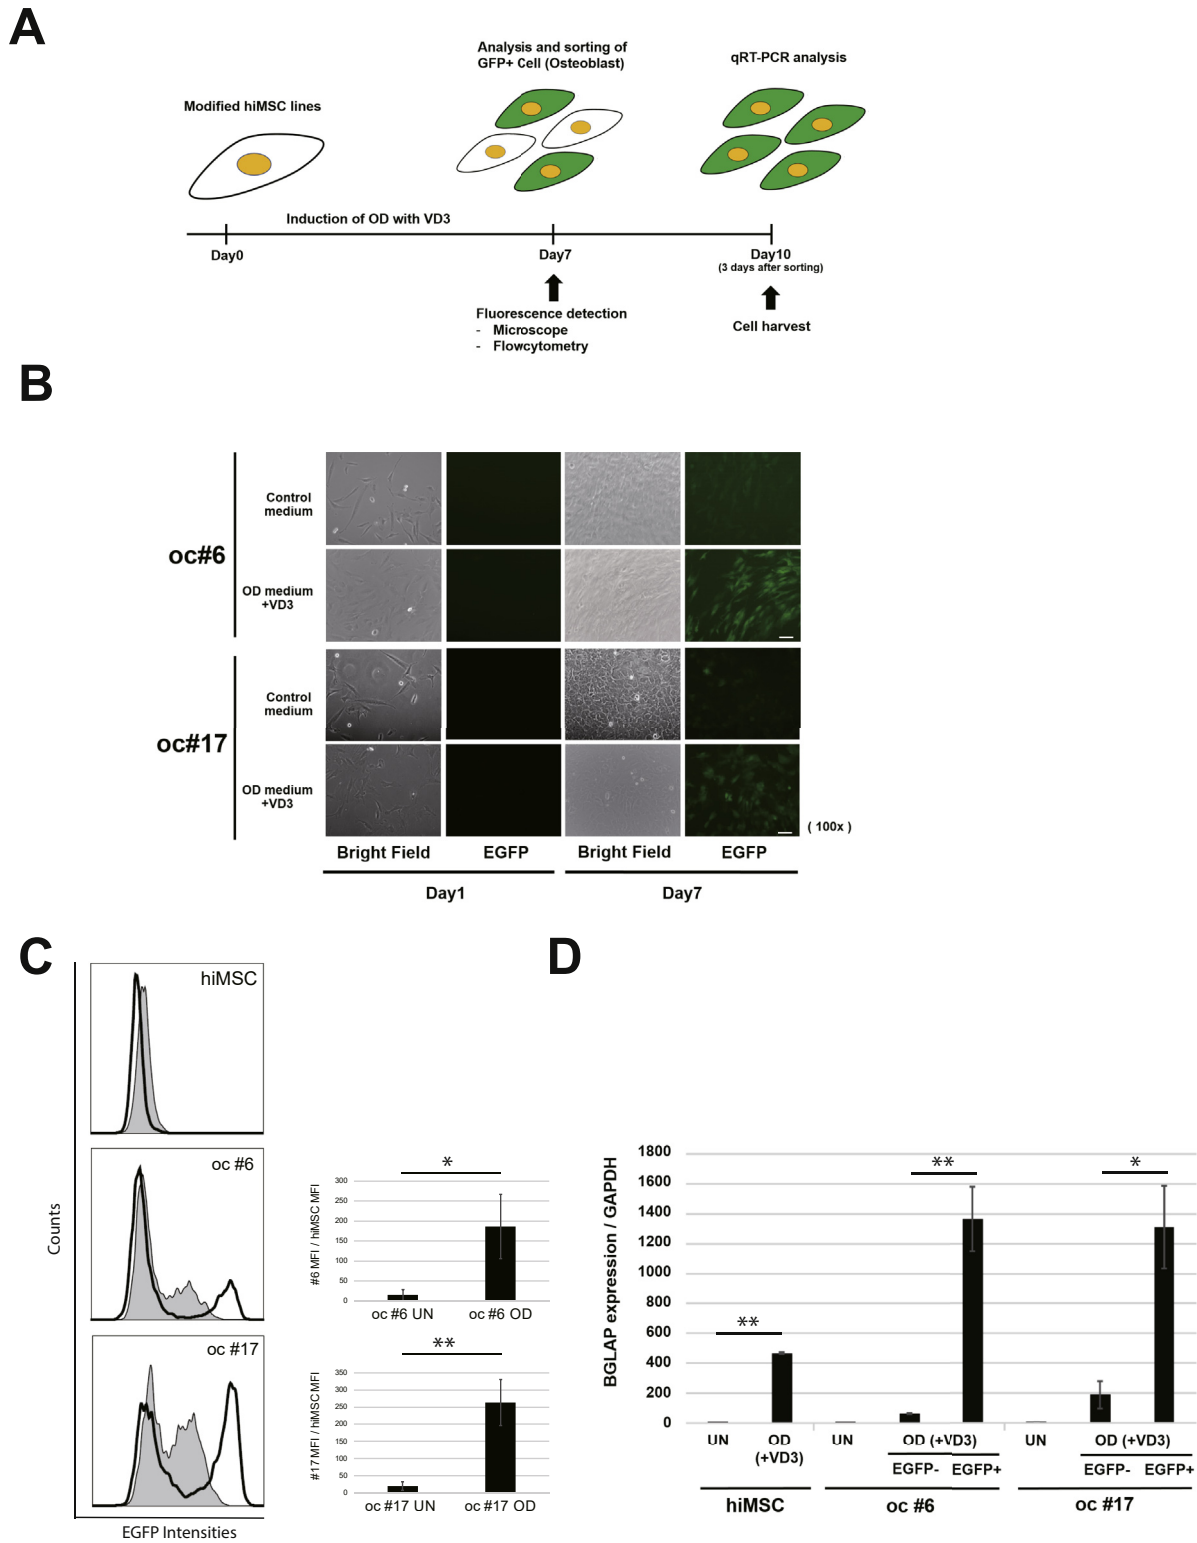 A
Analysis and sorting of
GFP+ Cell (Osteoblast)
qRT-PCR analysis
Modified hiMSC lines
Induction of OD with VD3
Day0
Day7
Day10
(3 days after sorting)
Fluorescence detection
- Microscope
- Flowcytometry
Cell harvest
B
oc#6
Control
medium
OD medium
+VD3
oc#17
Control
medium
OD medium
+VD3
( 100x )
Bright Field
EGFP
Bright Field
EGFP
Day1
Day7
C
Counts
hiMSC
oc #6
oc #17
EGFP Intensities
#6 MFI / hiMSC MFI
300
250
200
150
100
50
0
*
oc #6 UN
oc #6 OD
#17 MFI / hiMSC MFI
350
300
250
200
150
100
50
0
**
oc #17 UN
oc #17 OD
D
BGLAP expression / GAPDH
1800
1600
1400
1200
1000
800
600
400
200
0
**
**
*
UN
OD
(+VD3)
UN
OD (+VD3)
EGFP-
EGFP+
UN
OD (+VD3)
EGFP-
EGFP+
hiMSC
oc #6
oc #17